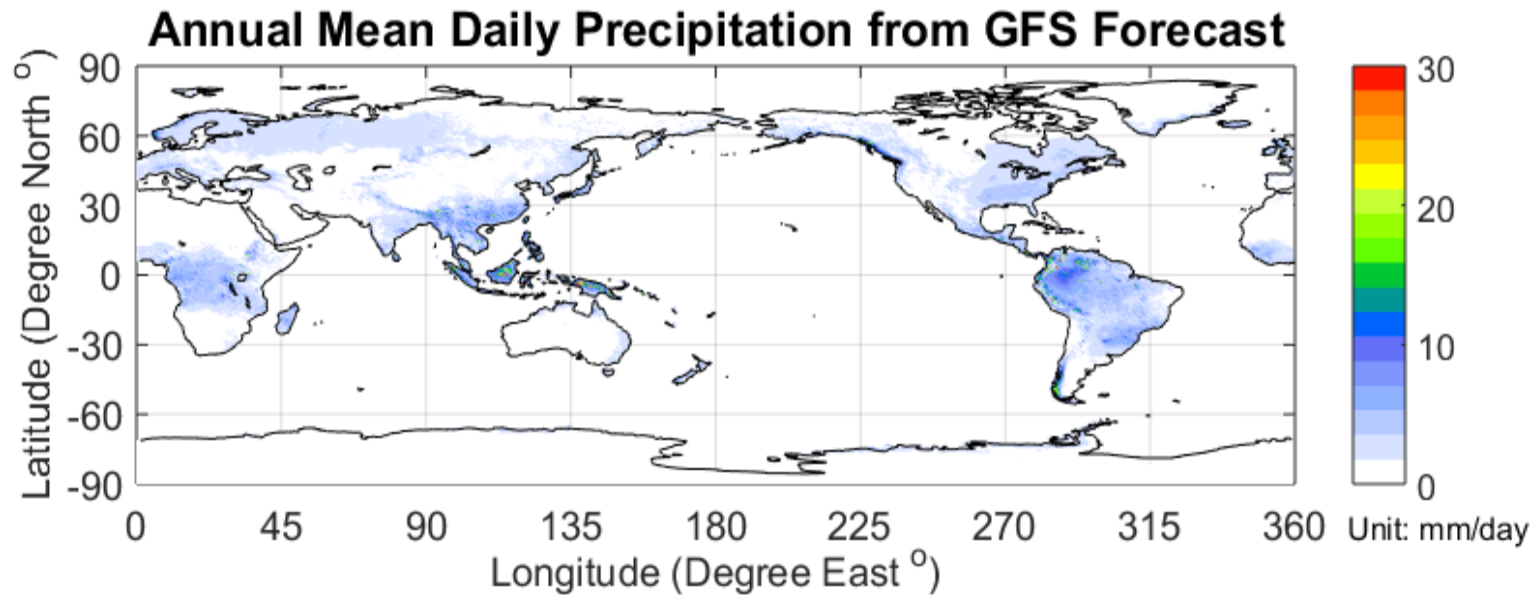 Annual Mean Daily Precipitation from GFS Forecast
Latitude (Degree North °)
90
60
30
0
-30
-60
-90
0 45 90 135 180 225 270 315 360
Longitude (Degree East °)
30
20
10
0
Unit: mm/day